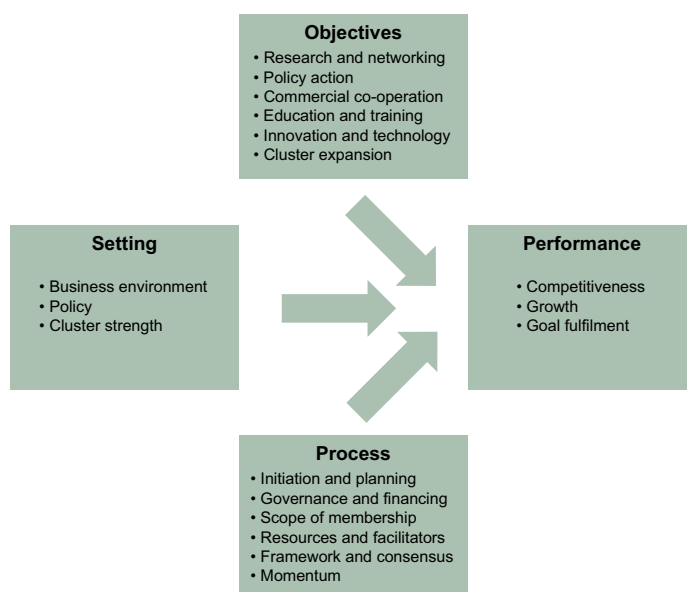 Objectives
• Research and networking
• Policy action
• Commercial co-operation
• Education and training
• Innovation and technology
• Cluster expansion
Setting
• Business environment
• Policy
• Cluster strength
Performance
• Competitiveness
• Growth
• Goal fulfilment
Process
• Initiation and planning
• Governance and financing
• Scope of membership
• Resources and facilitators
• Framework and consensus
• Momentum